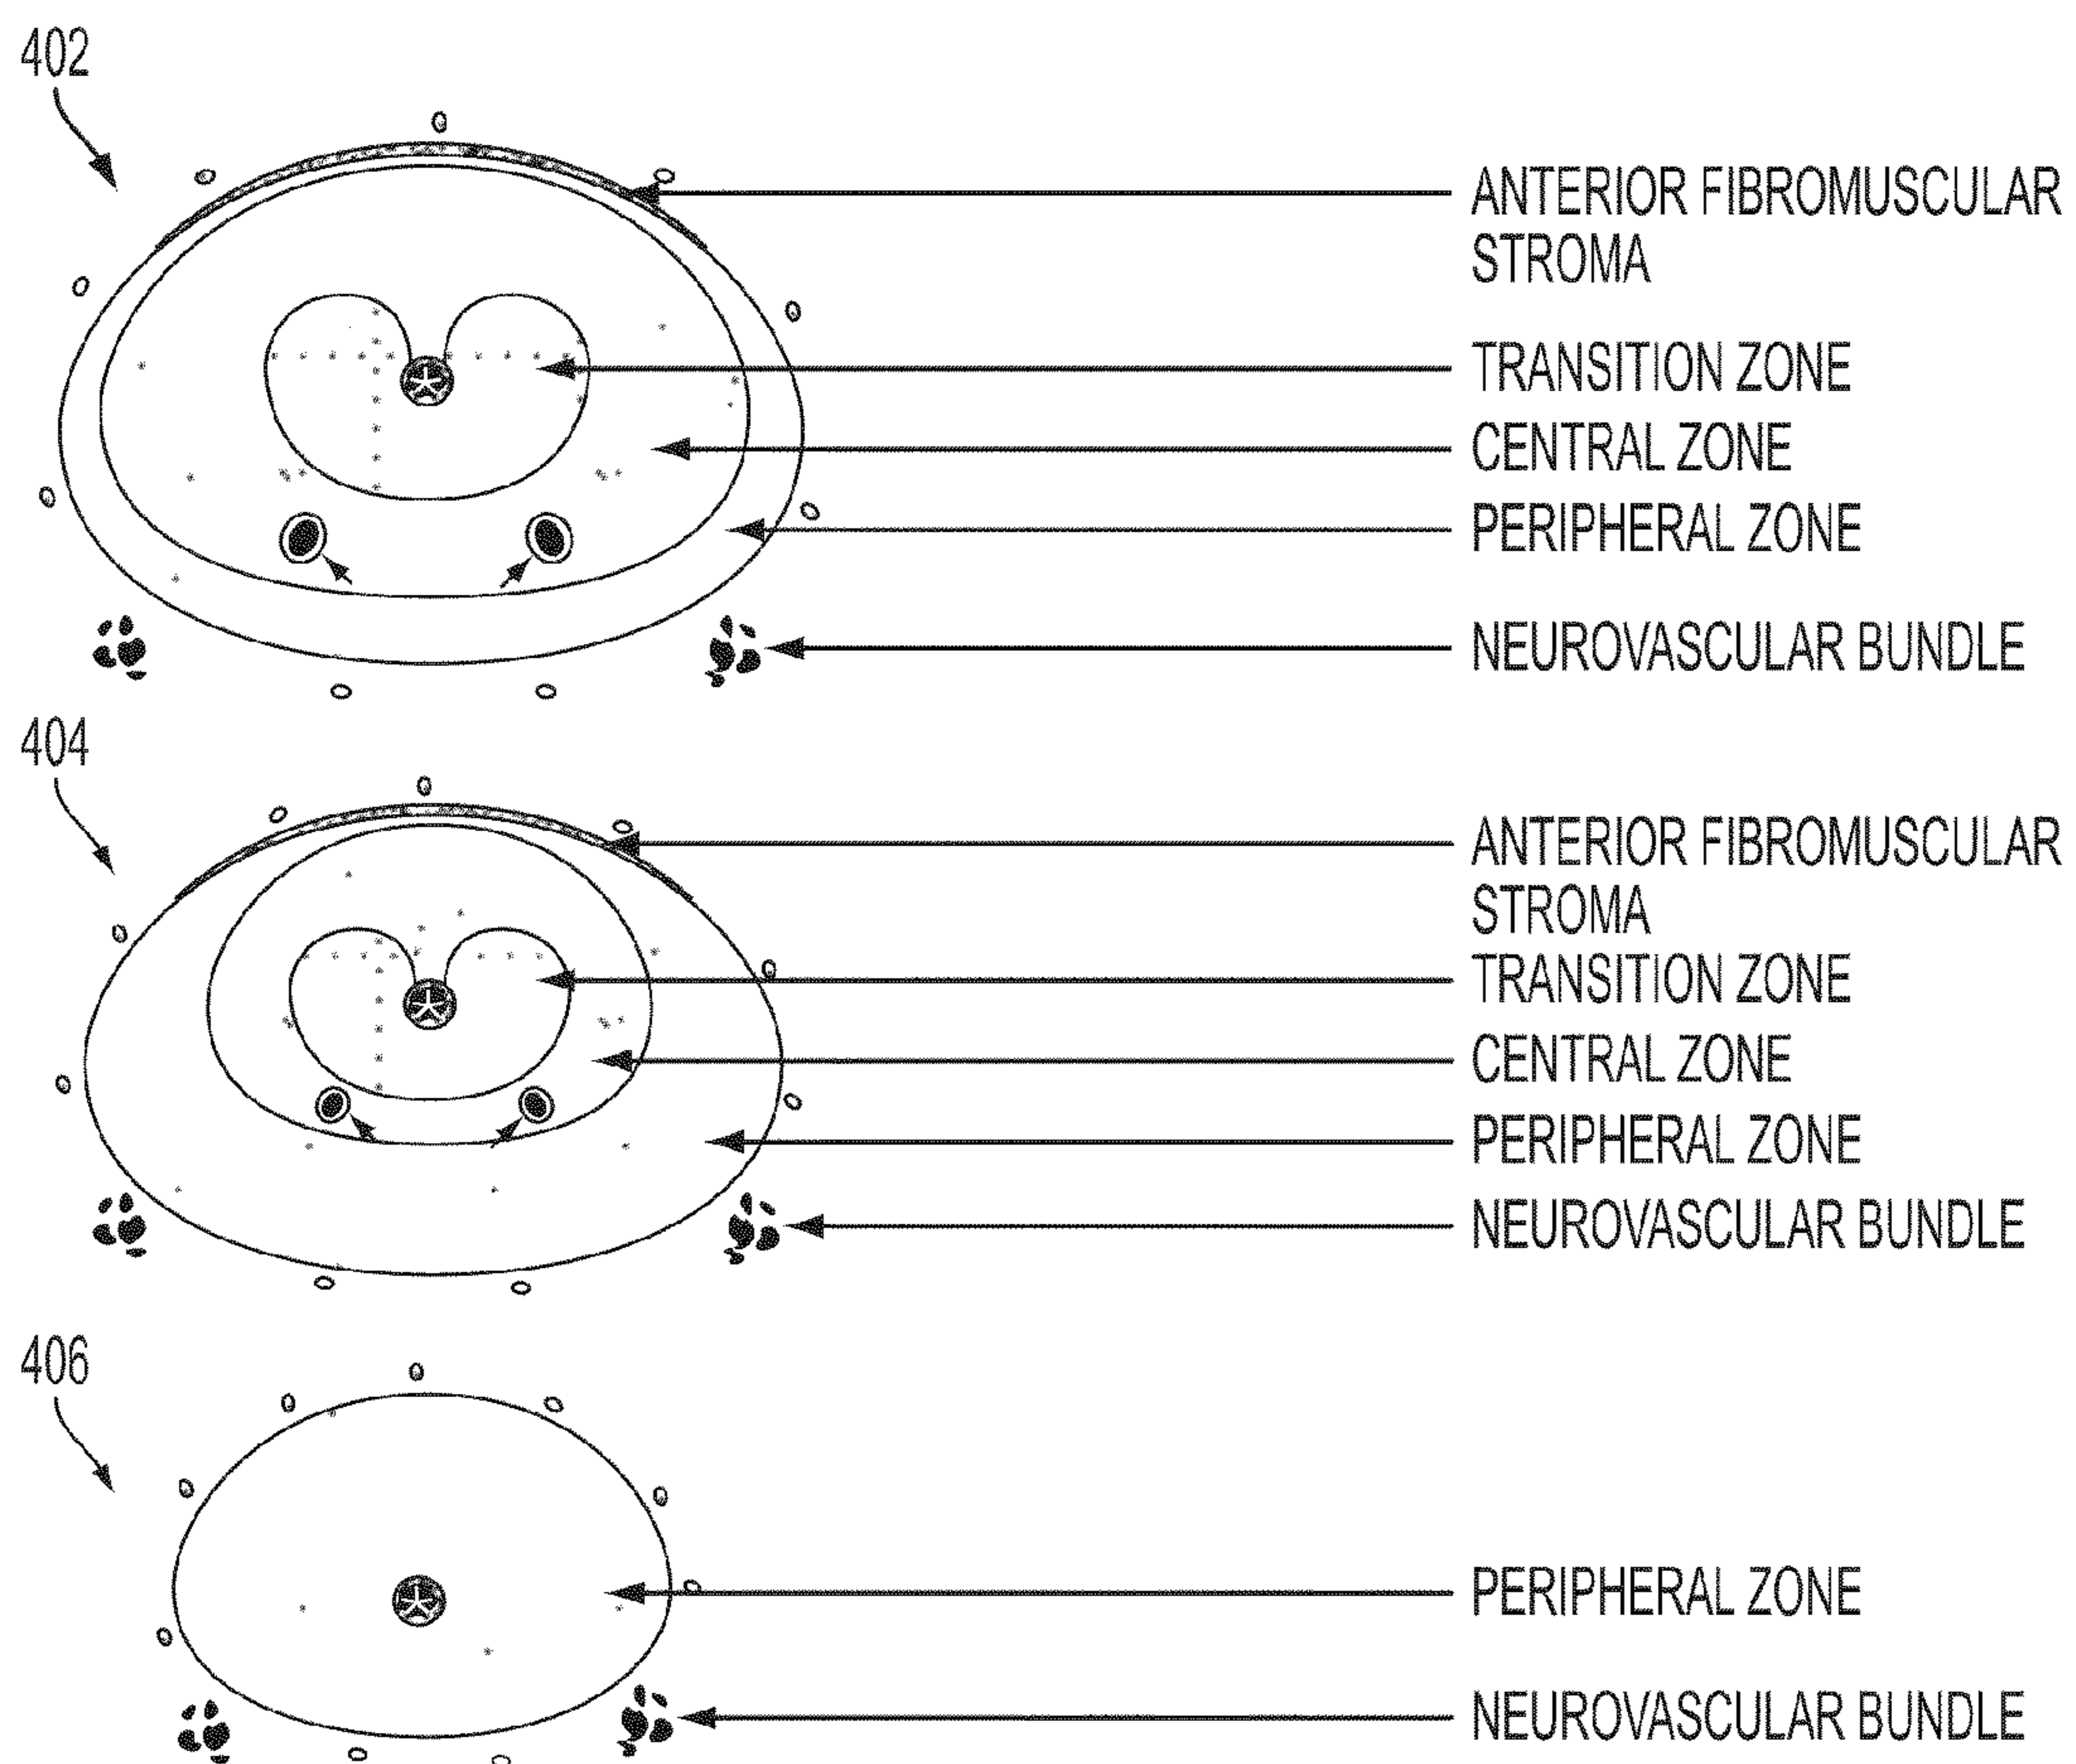 402
ANTERIOR FIBROMUSCULAR
STROMA
TRANSITION ZONE
CENTRAL ZONE
PERIPHERAL ZONE
NEUROVASCULAR BUNDLE
404
ANTERIOR FIBROMUSCULAR
STROMA
TRANSITION ZONE
CENTRAL ZONE
PERIPHERAL ZONE
NEUROVASCULAR BUNDLE
406
PERIPHERAL ZONE
NEUROVASCULAR BUNDLE